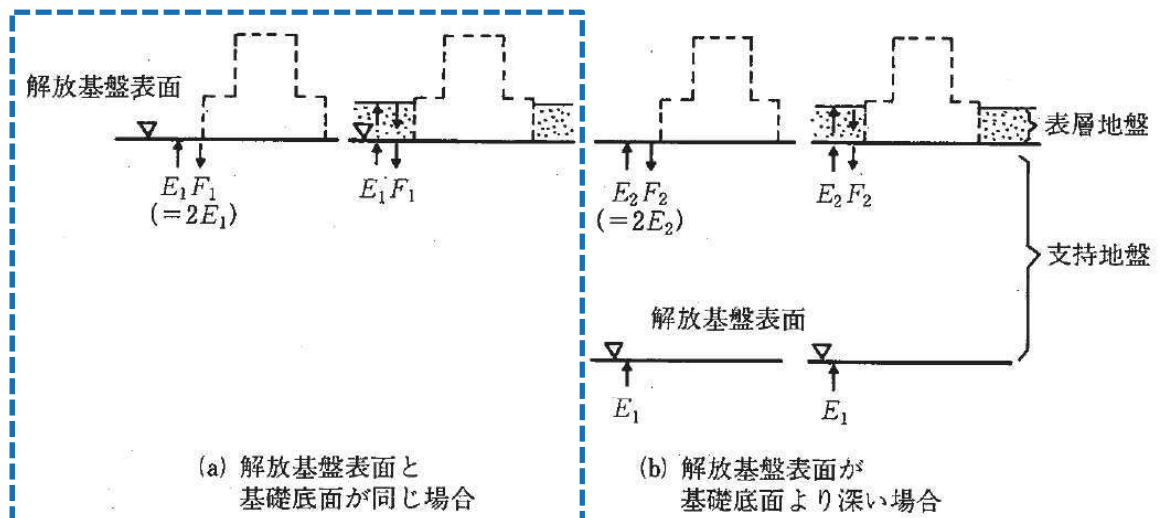 解放基盤表面
E₁ F₁
(=2E₁)
E₁ F₁
(a) 解放基盤表面と
基礎底面が同じ場合
E₂ F₂
(=2E₂)
E₂ F₂
表層地盤
支持地盤
解放基盤表面
E₁
E₁
(b) 解放基盤表面が
基礎底面より深い場合